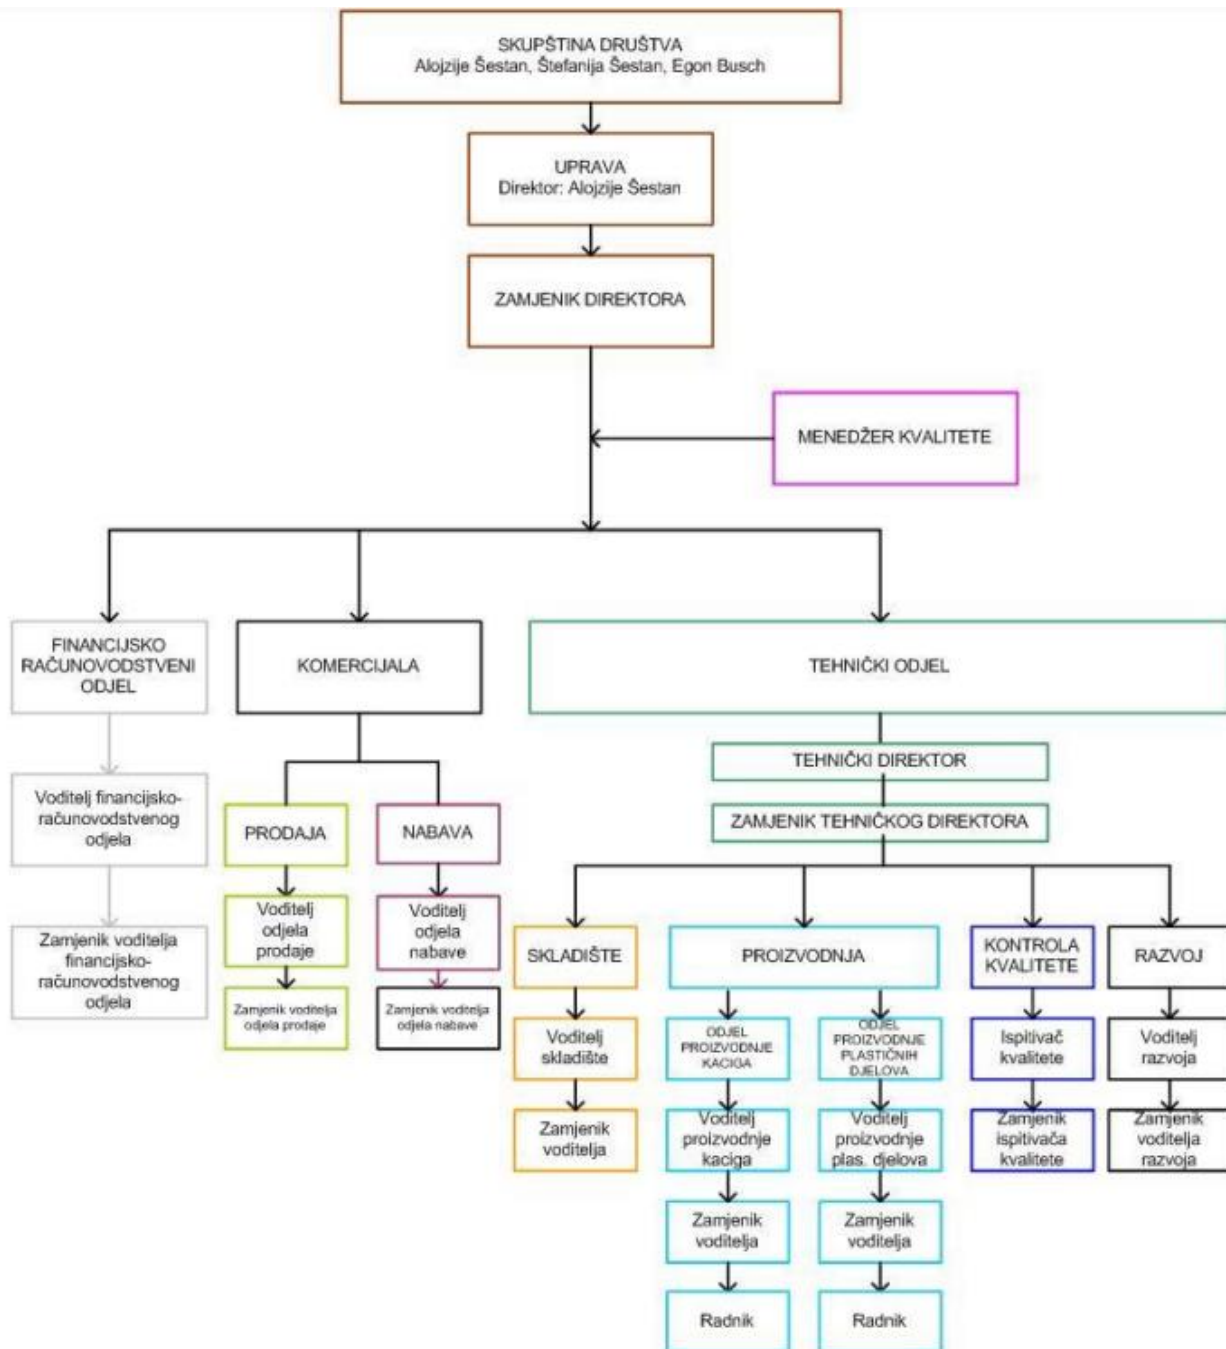 SKUPŠTINA DRUŠTVA
Alojzije Šestan, Štefanija Šestan, Egon Busch
UPRAVA
Direktor: Alojzije Šestan
ZAMJENIK DIREKTORA
MENEDŽER KVALITETE
FINANCIJSKO
RAČUNOVODSTVENI
ODJEL
KOMERCIJALA
TEHNIČKI ODJEL
TEHNIČKI DIREKTOR
ZAMJENIK TEHNIČKOG DIREKTORA
Voditelj financijsko-
računovodstvenog
odjela
Zamjenik voditelja
financijsko-
računovodstvenog
odjela
PRODAJA
Voditelj
odjela
prodaje
Zamjenik voditelja
odjela prodaje
NABAVA
Voditelj
odjela
nabave
Zamjenik voditelja
odjela nabave
SKLADIŠTE
Voditelj
skladište
Zamjenik
voditelja
PROIZVODNJA
ODJEL
PROIZVODNJE
KACIGA
Voditelj
proizvodnje
kaciga
Zamjenik
voditelja
Radnik
ODJEL
PROIZVODNJE
PLASTIČNIH
DJELOVA
Voditelj
proizvodnje
plas. djelova
Zamjenik
voditelja
Radnik
KONTROLA
KVALITETE
Ispitivač
kvalitete
Zamjenik
ispitivača
kvalitete
RAZVOJ
Voditelj
razvoja
Zamjenik
voditelja
razvoja